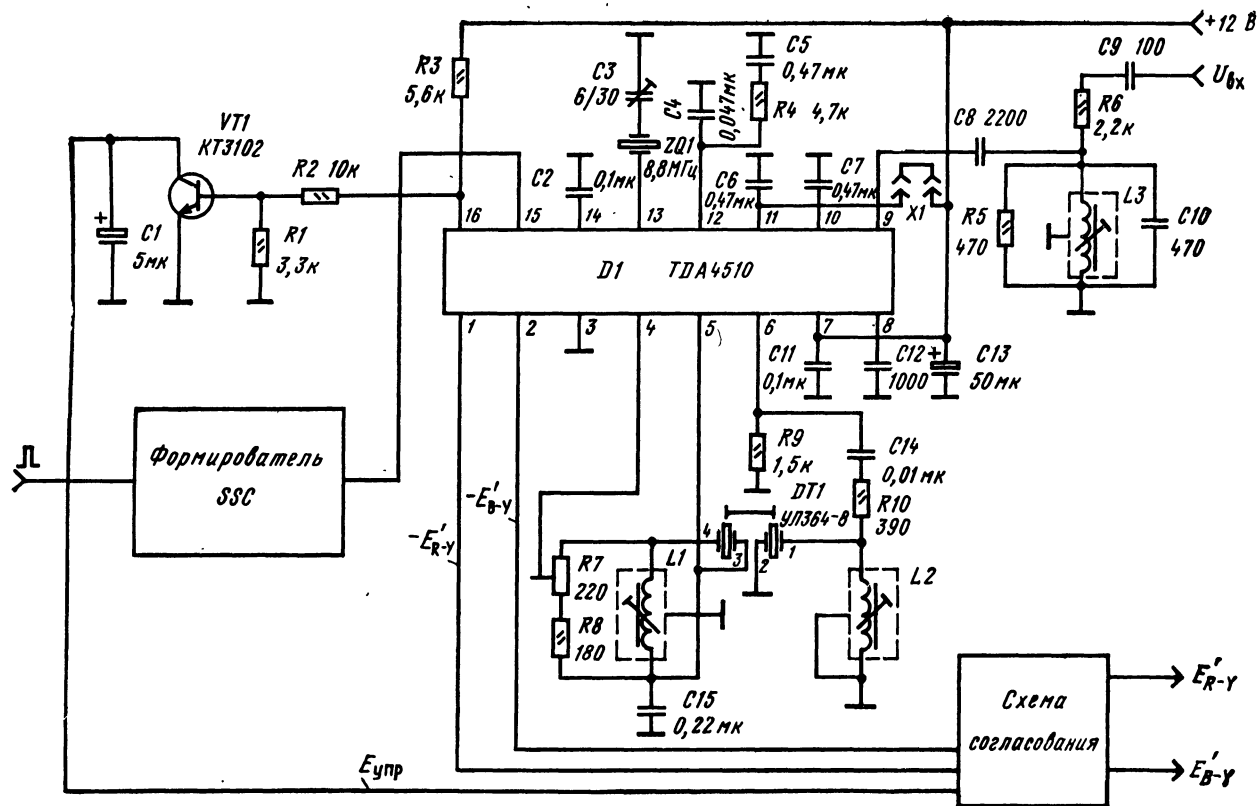 +12 В
C9 100
Uвх
R3
5,6к
C3
6/30
C4
0,047мк
C5
0,47мк
R4 4,7к
R6
2,2к
C8 2200
VT1
КТ3102
R2 10к
C2
0,1мк
ZQ1
8,8МГц
C6
0,47мк
C7
0,47мк
X1
L3
C1
5мк
+
R1
3,3к
R5
470
C10
470
16
15
14
13
12
11
10
9
D1 TDA4510
1
2
3
4
5
6
7
8
C11
0,1мк
C12
1000
+
C13
50мк
Формирователь
SSC
R9
1,5к
C14
0,01мк
DT1
УЛЗ64-8
R10
390
-E'R-Y
-E'B-Y
4
3
2
1
R7
220
L1
L2
R8
180
C15
0,22мк
Схема
согласования
E'R-Y
E'B-Y
Eупр